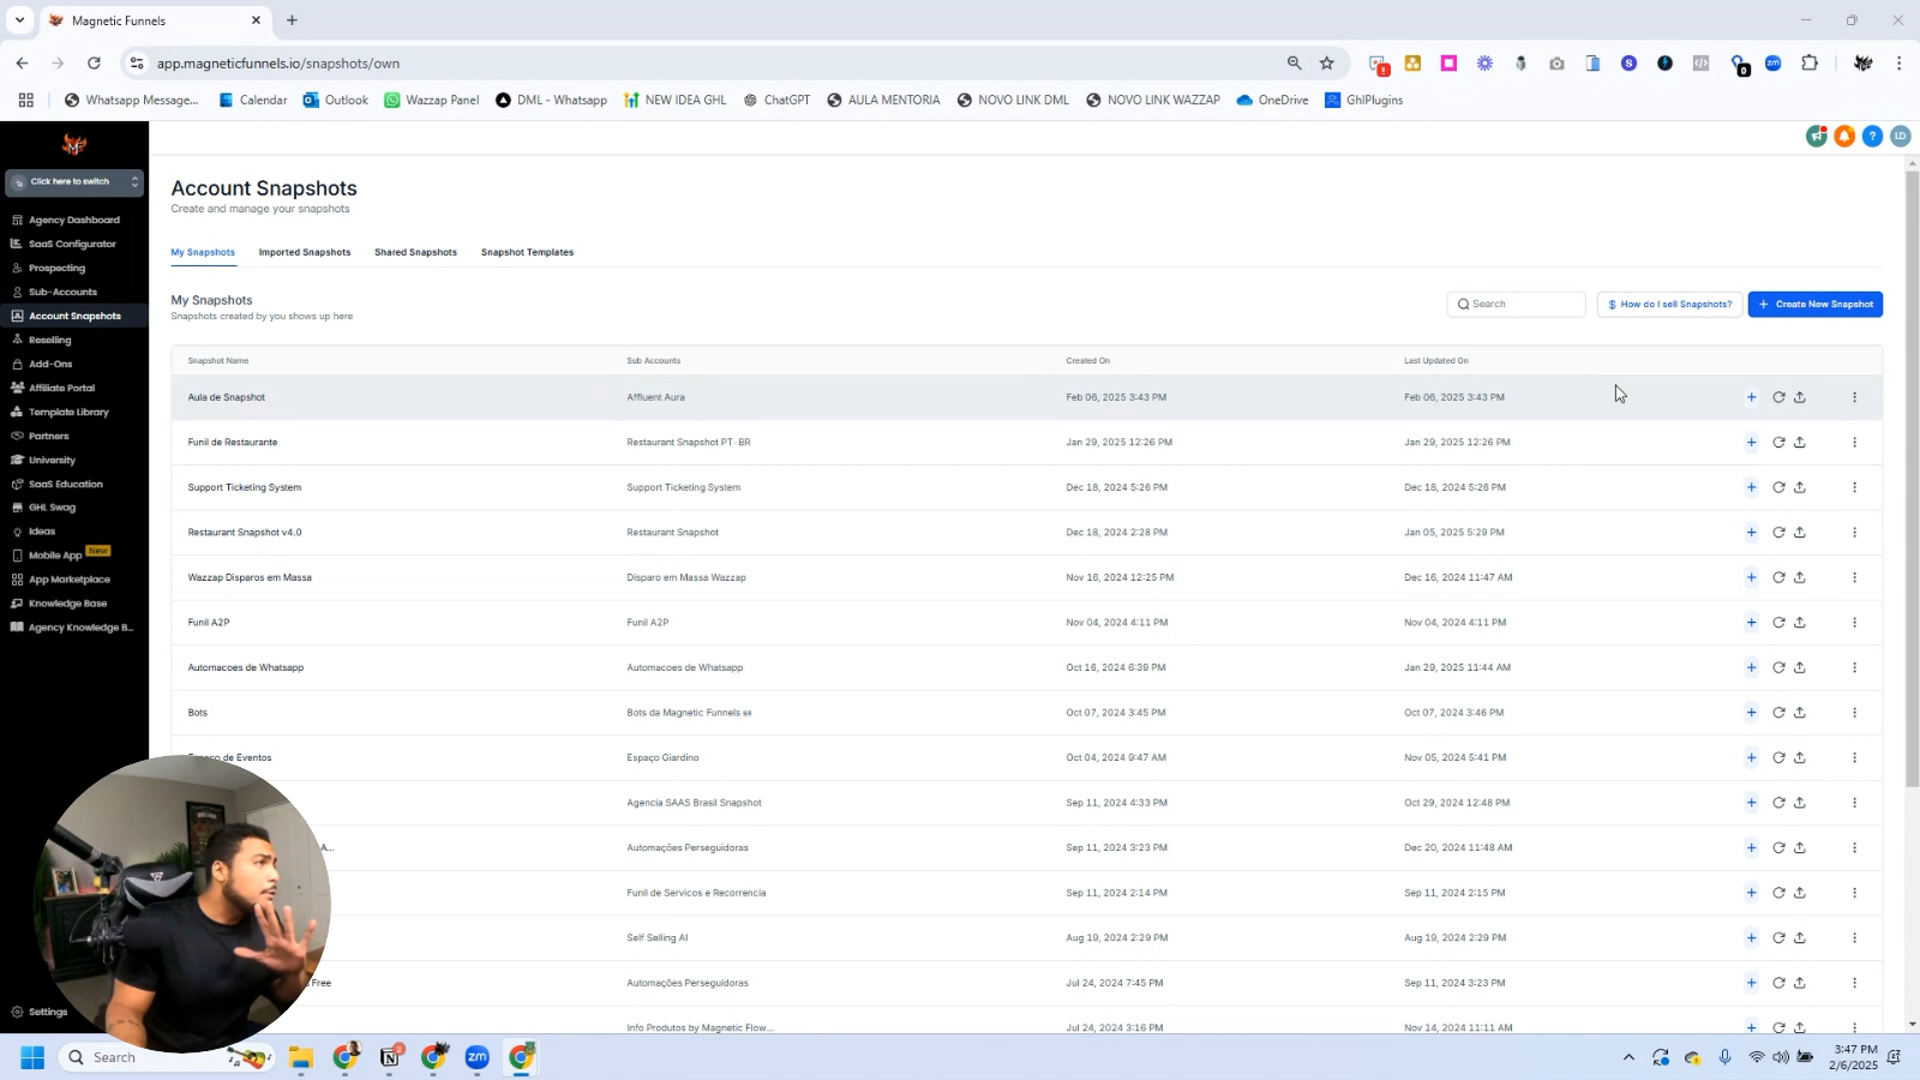 Magnetic Funnels
app.magneticfunnels.io/snapshots/own
Whatsapp Message...
Calendar
Outlook
Wazzap Panel
DML - Whatsapp
NEW IDEA GHL
ChatGPT
AULA MENTORIA
NOVO LINK DML
NOVO LINK WAZZAP
OneDrive
GhlPlugins
LD
Click here to switch
Agency Dashboard
SaaS Configurator
Prospecting
Sub-Accounts
Account Snapshots
Reselling
Add-Ons
Affiliate Portal
Template Library
Partners
University
SaaS Education
GHL Swag
Ideas
Mobile App New
App Marketplace
Knowledge Base
Agency Knowledge B...
Settings
Account Snapshots
Create and manage your snapshots
My Snapshots Imported Snapshots Shared Snapshots Snapshot Templates
My Snapshots
Snapshots created by you shows up here
Search
$ How do I sell Snapshots?
+ Create New Snapshot
Snapshot Name Sub Accounts Created On Last Updated On
Aula de Snapshot Affluent Aura Feb 06, 2025 3:43 PM Feb 06, 2025 3:43 PM
Funil de Restaurante Restaurant Snapshot PT-BR Jan 29, 2025 12:26 PM Jan 29, 2025 12:26 PM
Support Ticketing System Support Ticketing System Dec 18, 2024 5:26 PM Dec 18, 2024 5:26 PM
Restaurant Snapshot v4.0 Restaurant Snapshot Dec 18, 2024 2:28 PM Jan 05, 2025 5:29 PM
Wazzap Disparos em Massa Disparo em Massa Wazzap Nov 16, 2024 12:25 PM Dec 16, 2024 11:47 AM
Funil A2P Funil A2P Nov 04, 2024 4:11 PM Nov 04, 2024 4:11 PM
Automacoes de Whatsapp Automacoes de Whatsapp Oct 16, 2024 6:39 PM Jan 29, 2025 11:44 AM
Bots Bots da Magnetic Funnels Oct 07, 2024 3:45 PM Oct 07, 2024 3:46 PM
de Eventos Espaço Giardino Oct 04, 2024 9:47 AM Nov 05, 2024 5:41 PM
Agencia SAAS Brasil Snapshot Sep 11, 2024 4:33 PM Oct 29, 2024 12:48 PM
A... Automações Perseguidoras Sep 11, 2024 3:23 PM Dec 20, 2024 11:48 AM
Funil de Servicos e Recorrencia Sep 11, 2024 2:14 PM Sep 11, 2024 2:15 PM
Self Selling AI Aug 19, 2024 2:29 PM Aug 19, 2024 2:29 PM
Free Automações Perseguidoras Jul 24, 2024 7:45 PM Sep 11, 2024 3:23 PM
Info Produtos by Magnetic Flow... Jul 24, 2024 3:16 PM Nov 14, 2024 11:11 AM
Search
zm
3:47 PM
2/6/2025